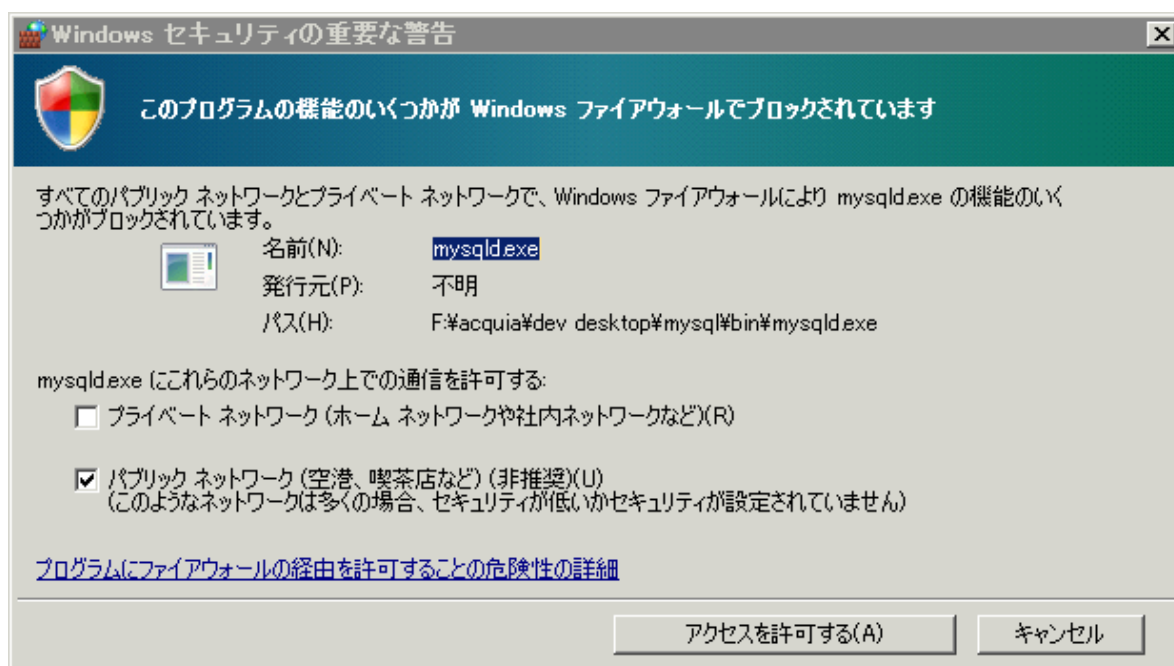 Windows セキュリティの重要な警告
このプログラムの機能のいくつかが Windows ファイアウォールでブロックされています
すべてのパブリック ネットワークとプライベート ネットワークで、Windows ファイアウォールにより mysqld.exe の機能のいく
つかがブロックされています。
名前(N): mysqld.exe
発行元(P): 不明
パス(H): F:¥acquia¥dev desktop¥mysql¥bin¥mysqld.exe
mysqld.exe にこれらのネットワーク上での通信を許可する:
プライベート ネットワーク (ホーム ネットワークや社内ネットワークなど)(R)
パブリック ネットワーク (空港、喫茶店など) (非推奨)(U)
(このようなネットワークは多くの場合、セキュリティが低いかセキュリティが設定されていません)
プログラムにファイアウォールの経由を許可することの危険性の詳細
アクセスを許可する(A) キャンセル